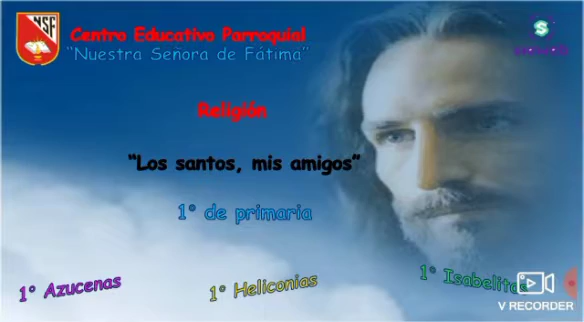 NSF
Centro Educativo Parroquial
“Nuestra Señora de Fátima”
Religión
“Los santos, mis amigos”
1° de primaria
1° Azucenas
1° Heliconias
1° Isabelitas
V RECORDER